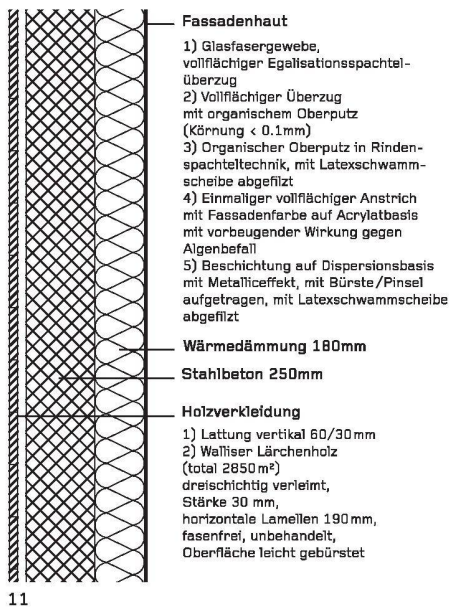 Fassadenhaut
1) Glasfasergewebe,
vollflächiger Egalisationsspachtel-
überzug
2) Vollflächiger Überzug
mit organischem Oberputz
(Körnung < 0.1mm)
3) Organischer Oberputz in Rinden-
spachteltechnik, mit Latexschwamm-
scheibe abgefilzt
4) Einmaliger vollflächiger Anstrich
mit Fassadenfarbe auf Acrylatbasis
mit vorbeugender Wirkung gegen
Algenbefall
5) Beschichtung auf Dispersionsbasis
mit Metalliceffekt, mit Bürste/Pinsel
aufgetragen, mit Latexschwammscheibe
abgefilzt
Wärmedämmung 180mm
Stahlbeton 250mm
Holzverkleidung
1) Lattung vertikal 60/30mm
2) Walliser Lärchenholz
(total 2850m²)
dreischichtig verleimt,
Stärke 30 mm,
horizontale Lamellen 190mm,
fasenfrei, unbehandelt,
Oberfläche leicht gebürstet
11